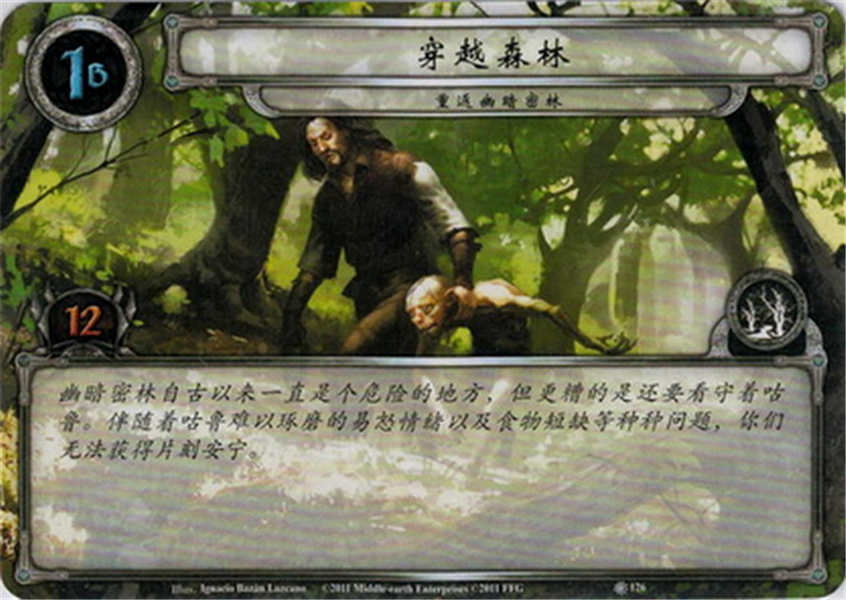 1B
穿越森林
重返幽暗密林
12
幽暗密林自古以来一直是个危险的地方，但更糟的是还要看守着咕
鲁。伴随着咕鲁难以琢磨的易怒情绪以及食物短缺等种种问题，你们
无法获得片刻安宁。
Illus. Ignacio Bazán Lazcano ©2011 Middle-earth Enterprises ©2011 FFG 126